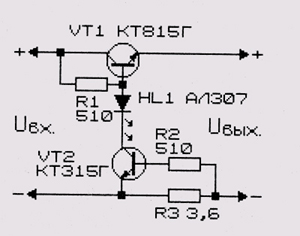 VT1 КТ815Г
+
+
R1
510
HL1 АЛ307
Uвх.
R2
510
Uвых.
VT2
КТ315Г
−
−
R3 3,6